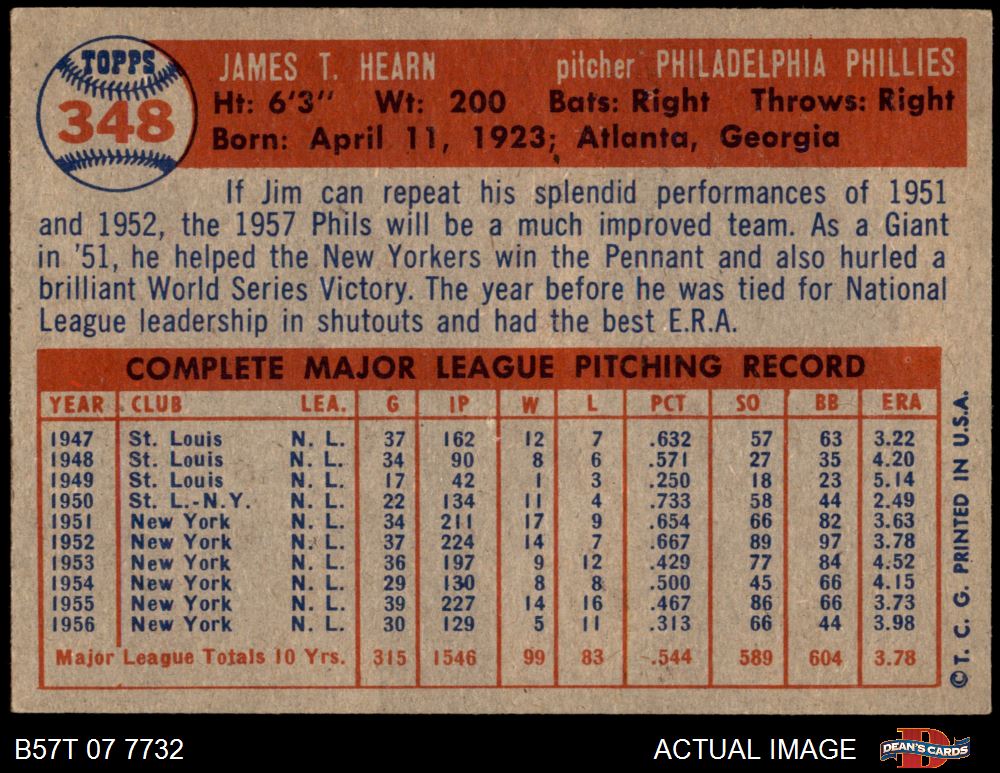 TOPPS
348
JAMES T. HEARN pitcher PHILADELPHIA PHILLIES
Ht: 6'3" Wt: 200 Bats: Right Throws: Right
Born: April 11, 1923; Atlanta, Georgia
If Jim can repeat his splendid performances of 1951
and 1952, the 1957 Phils will be a much improved team. As a Giant
in '51, he helped the New Yorkers win the Pennant and also hurled a
brilliant World Series Victory. The year before he was tied for National
League leadership in shutouts and had the best E.R.A.
COMPLETE MAJOR LEAGUE PITCHING RECORD
YEAR CLUB LEA. G IP W L PCT SO BB ERA
1947 St. Louis N. L. 37 162 12 7 .632 57 63 3.22
1948 St. Louis N. L. 34 90 8 6 .571 27 35 4.20
1949 St. Louis N. L. 17 42 1 3 .250 18 23 5.14
1950 St. L.-N.Y. N. L. 22 134 11 4 .733 58 44 2.49
1951 New York N. L. 34 211 17 9 .654 66 82 3.63
1952 New York N. L. 37 224 14 7 .667 89 97 3.78
1953 New York N. L. 36 197 9 12 .429 77 84 4.52
1954 New York N. L. 29 130 8 8 .500 45 66 4.15
1955 New York N. L. 39 227 14 16 .467 86 66 3.73
1956 New York N. L. 30 129 5 11 .313 66 44 3.98
Major League Totals 10 Yrs. 315 1546 99 83 .544 589 604 3.78
©T. C. G. PRINTED IN U.S.A.
B57T 07 7732 ACTUAL IMAGE
DEAN'S CARDS